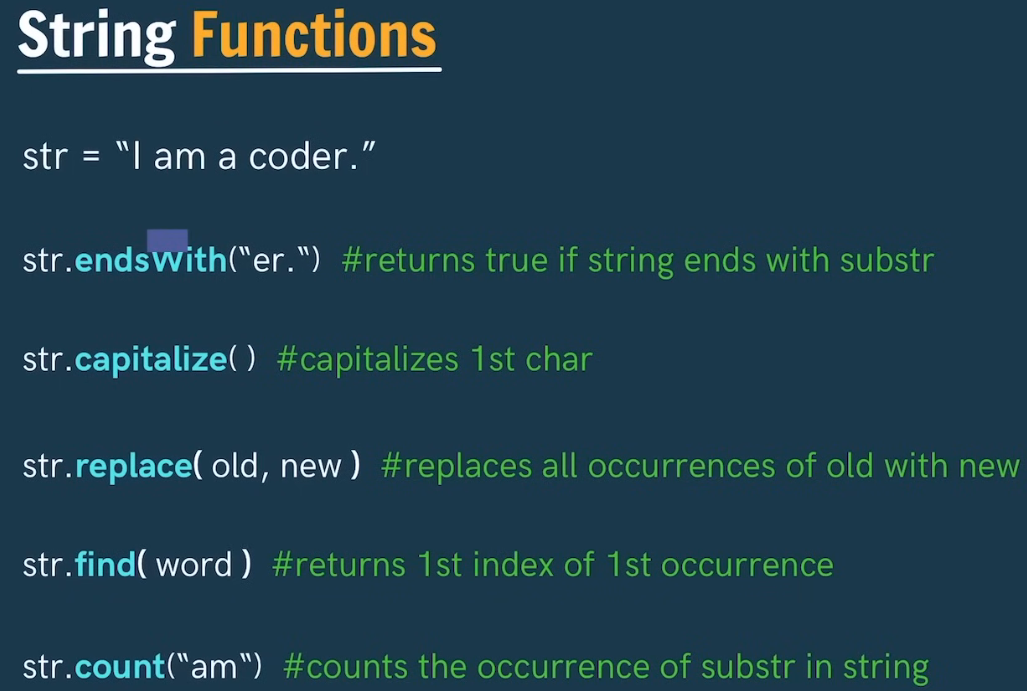 String Functions
str = “I am a coder.”
str.endsWith(“er.“) #returns true if string ends with substr
str.capitalize( ) #capitalizes 1st char
str.replace( old, new ) #replaces all occurrences of old with new
str.find( word ) #returns 1st index of 1st occurrence
str.count(“am“) #counts the occurrence of substr in string